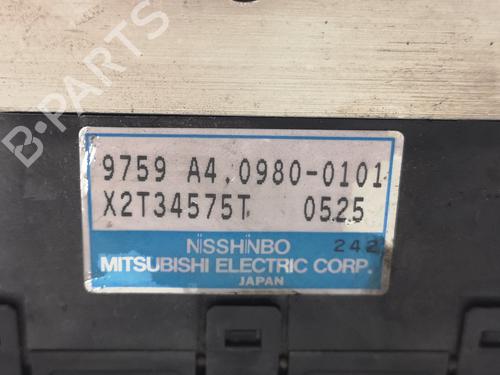 B-PARTS
9759 A4.0980-0101
X2T34575T 0525
NISSHINBO 242
MITSUBISHI ELECTRIC CORP.
JAPAN